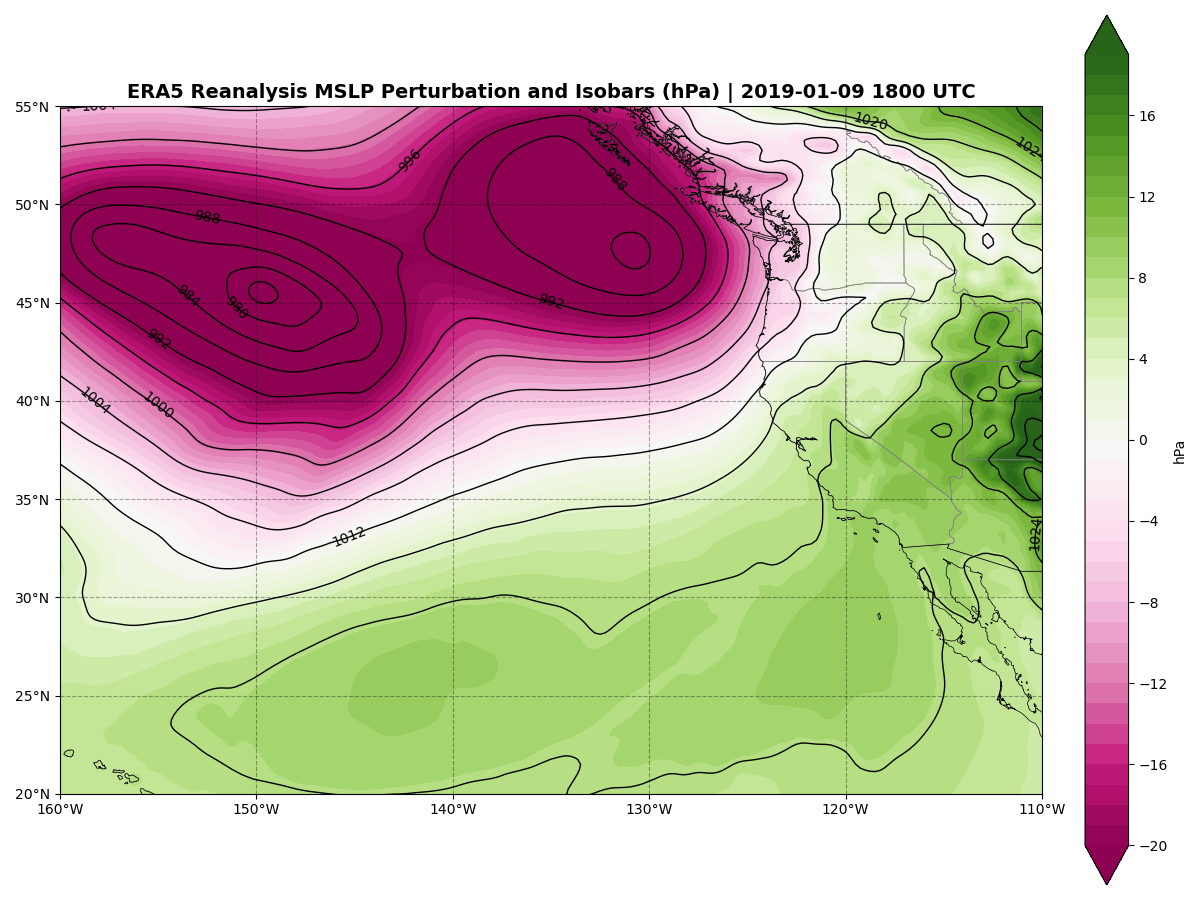 ERA5 Reanalysis MSLP Perturbation and Isobars (hPa) | 2019-01-09 1800 UTC
55°N
50°N
45°N
40°N
35°N
30°N
25°N
20°N
160°W
150°W
140°W
130°W
120°W
110°W
1004
996
988
1020
1024
988
984
980
992
992
1004
1000
1012
1024
16
12
8
4
0
−4
−8
−12
−16
−20
hPa